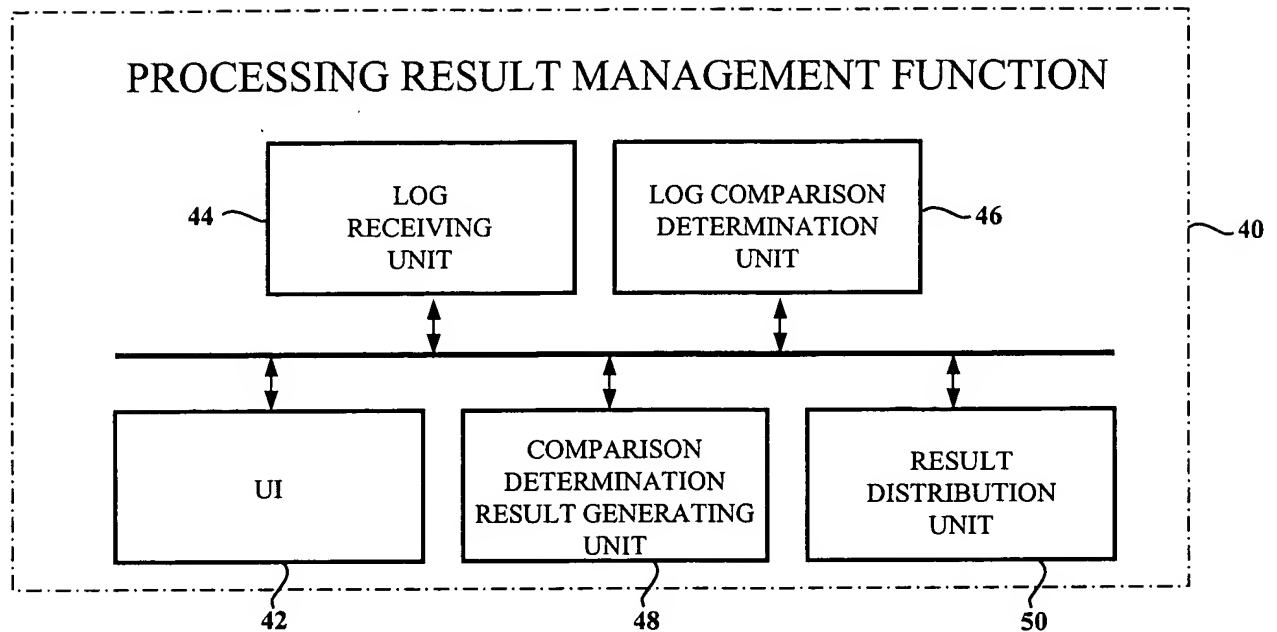 PROCESSING RESULT MANAGEMENT FUNCTION
44
LOG
RECEIVING
UNIT
LOG COMPARISON
DETERMINATION
UNIT
46
40
UI
COMPARISON
DETERMINATION
RESULT GENERATING
UNIT
RESULT
DISTRIBUTION
UNIT
42
48
50